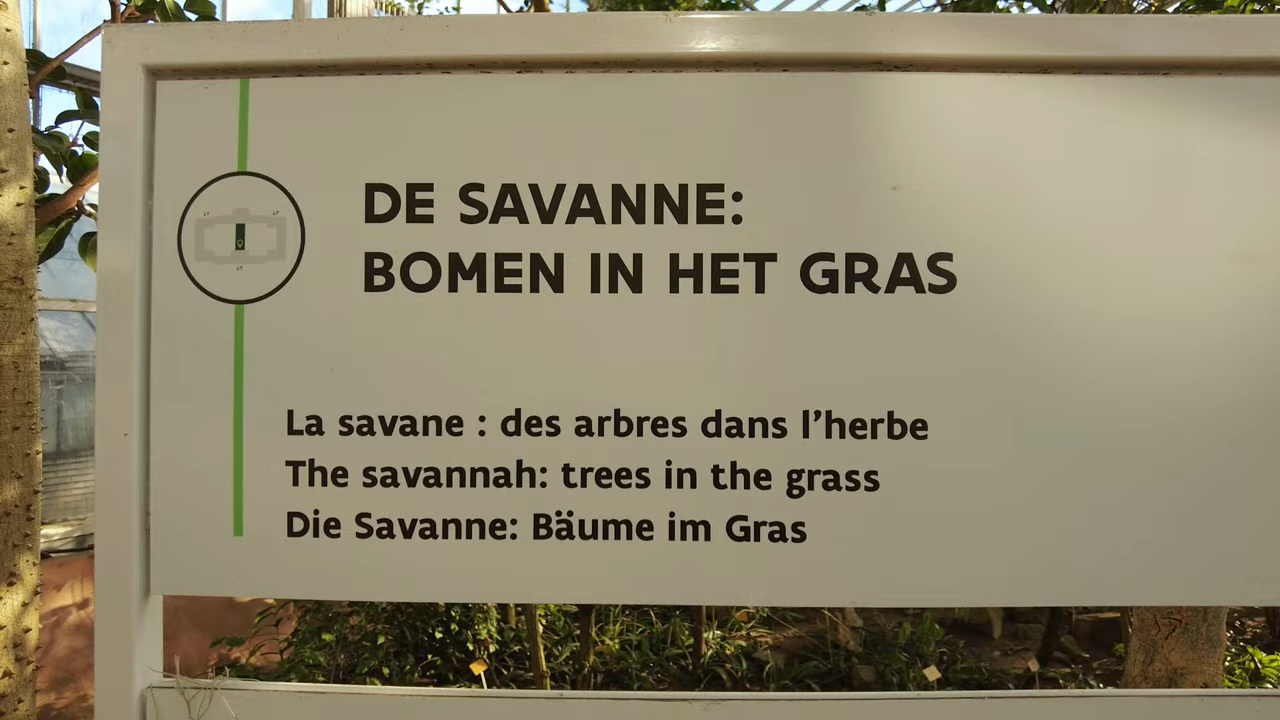 DE SAVANNE:
BOMEN IN HET GRAS
La savane : des arbres dans l'herbe
The savannah: trees in the grass
Die Savanne: Bäume im Gras